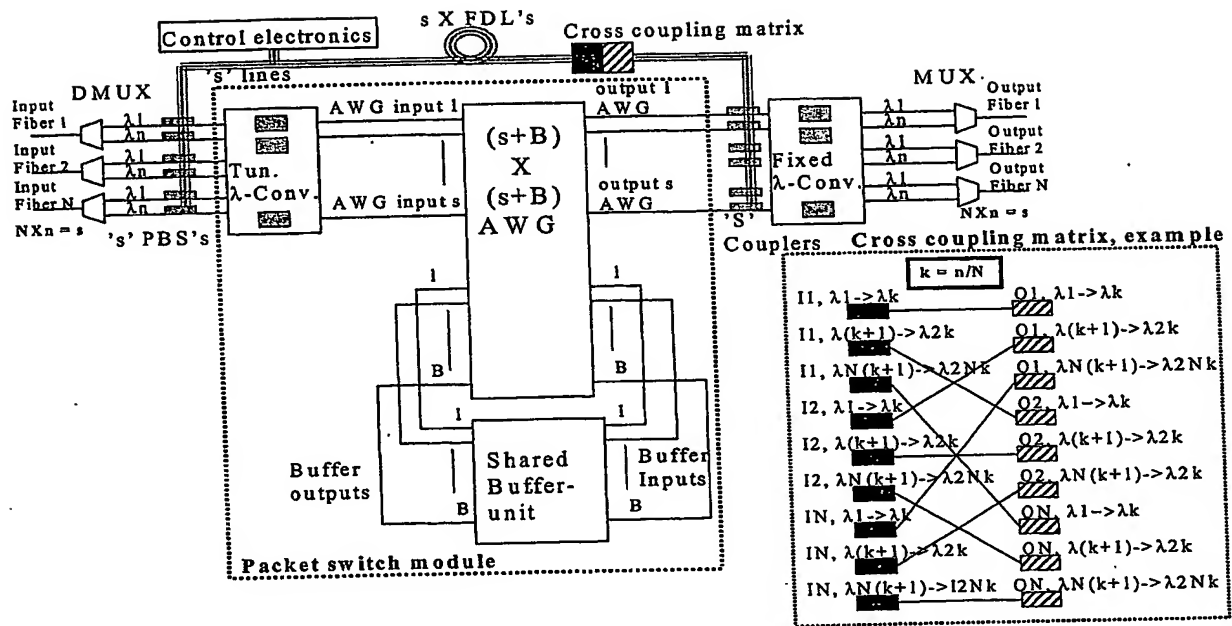 s X FDL's
Control electronics
Cross coupling matrix
's' lines
DMUX
MUX.
Input
Fiber 1
λ1
λn
Input
Fiber 2
λ1
λn
Input
Fiber N
λ1
λn
NXn = s
's' PBS's
Tun.
λ-Conv.
AWG input 1
AWG input s
(s+B)
X
(s+B)
AWG
output 1
AWG
output s
AWG
'S'
Couplers
Fixed
λ-Conv.
λ1
λn
λ1
λn
λ1
λn
Output
Fiber 1
Output
Fiber 2
Output
Fiber N
NXn = s
1
B
1
B
1
B
1
B
Buffer
outputs
Shared
Buffer-
unit
Buffer
Inputs
Packet switch module
Cross coupling matrix, example
k = n/N
I1, λ1->λk
O1, λ1->λk
I1, λ(k+1)->λ2k
O1, λ(k+1)->λ2k
I1, λN(k+1)->λ2Nk
O1, λN(k+1)->λ2Nk
I2, λ1->λk
O2, λ1->λk
I2, λ(k+1)->λ2k
O2, λ(k+1)->λ2k
I2, λN(k+1)->λ2Nk
O2, λN(k+1)->λ2k
IN, λ1->λk
ON, λ1->λk
IN, λ(k+1)->λ2k
ON, λ(k+1)->λ2k
IN, λN(k+1)->I2Nk
ON, λN(k+1)->λ2Nk